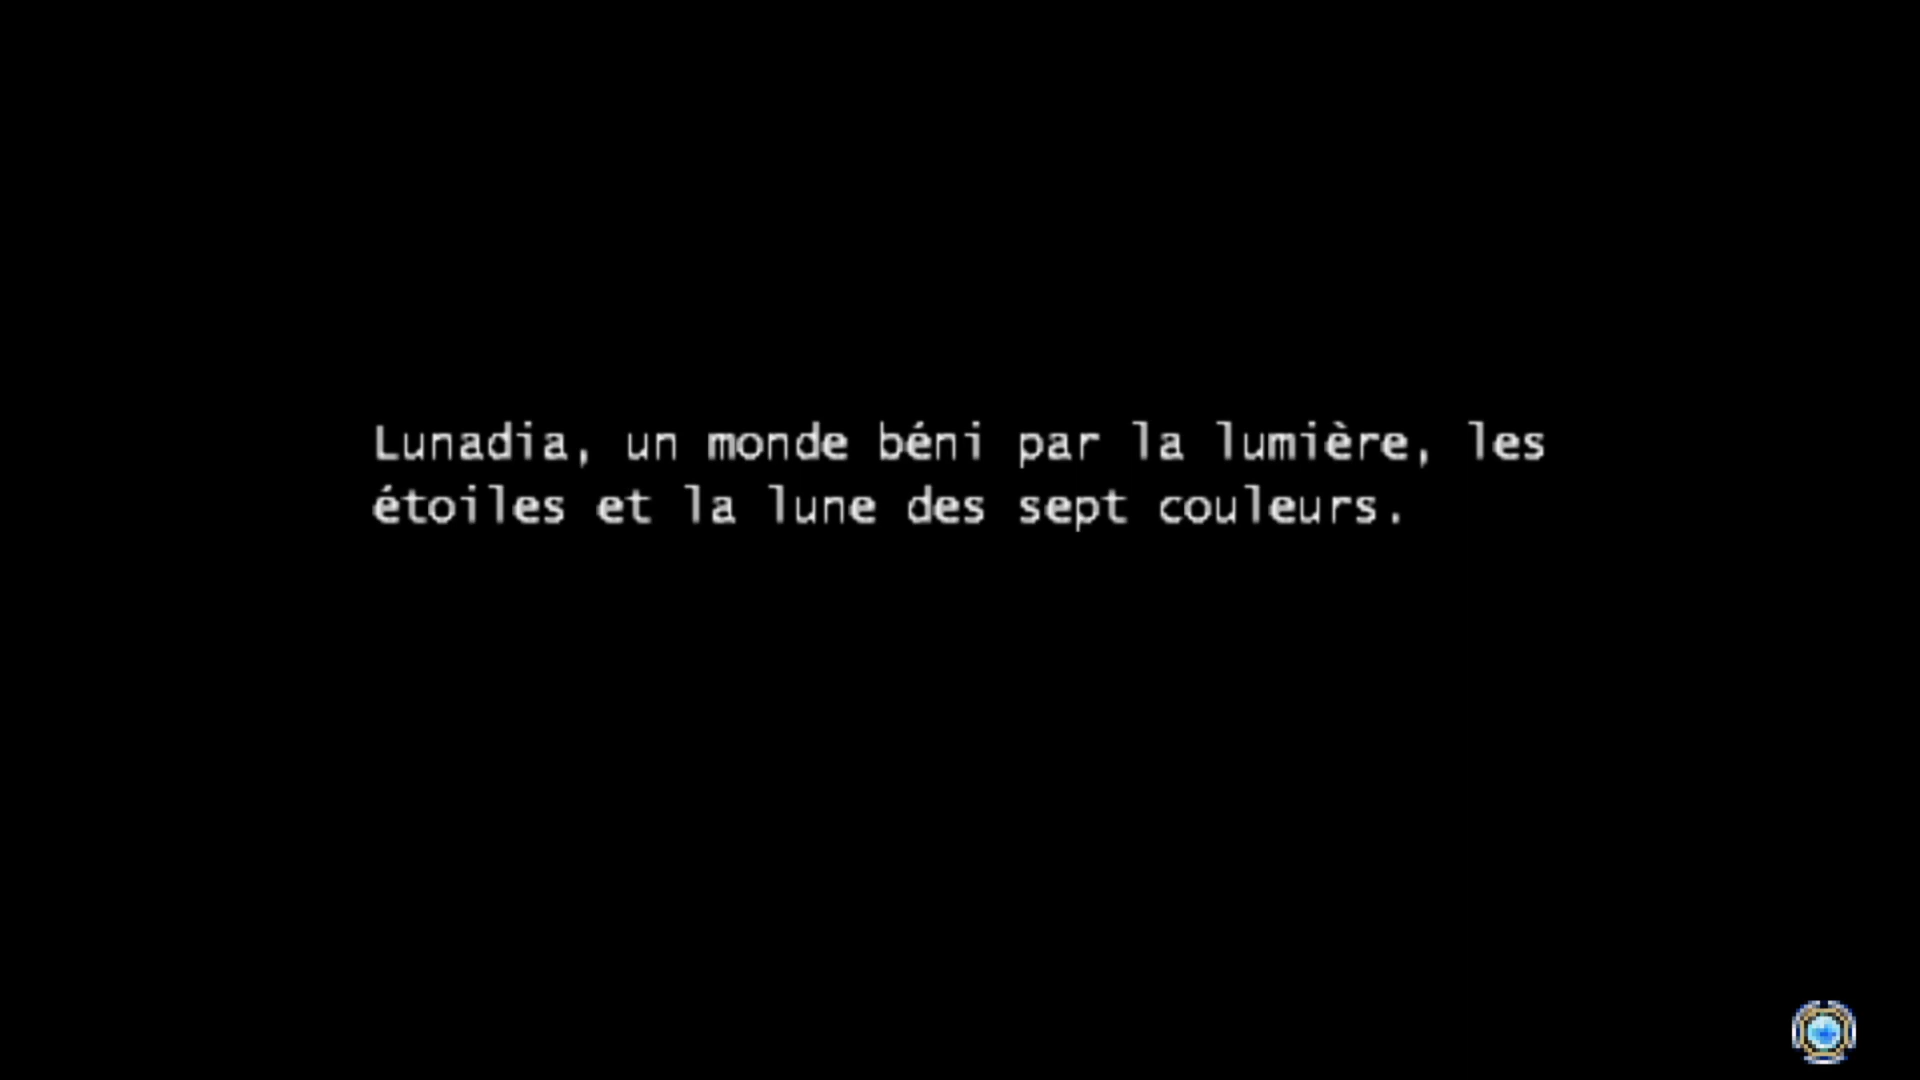 Lunadia, un monde béni par la lumière, les
étoiles et la lune des sept couleurs.